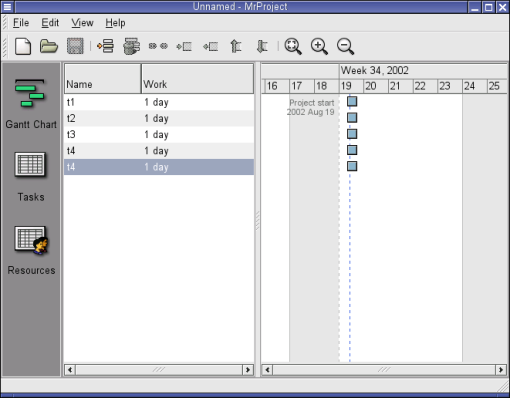 Unnamed - MrProject
File Edit View Help
Gantt Chart
Tasks
Resources
Name Work
t1 1 day
t2 1 day
t3 1 day
t4 1 day
t4 1 day
Week 34, 2002
16 17 18 19 20 21 22 23 24 25
Project start
2002 Aug 19